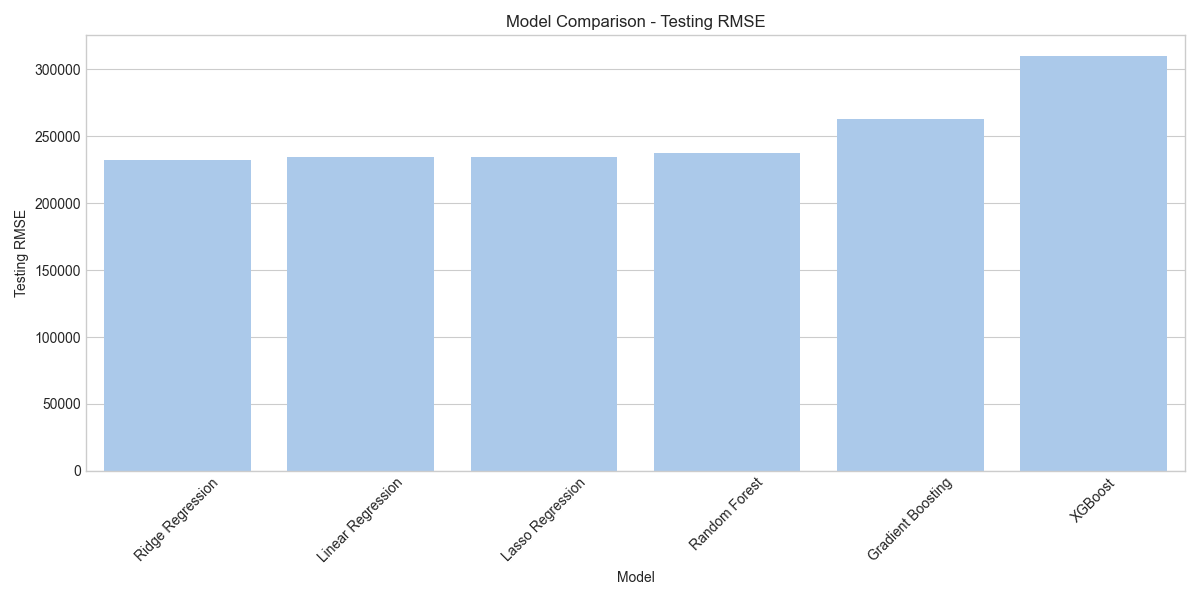 Model Comparison - Testing RMSE
Testing RMSE
300000
250000
200000
150000
100000
50000
0
Ridge Regression
Linear Regression
Lasso Regression
Random Forest
Gradient Boosting
XGBoost
Model